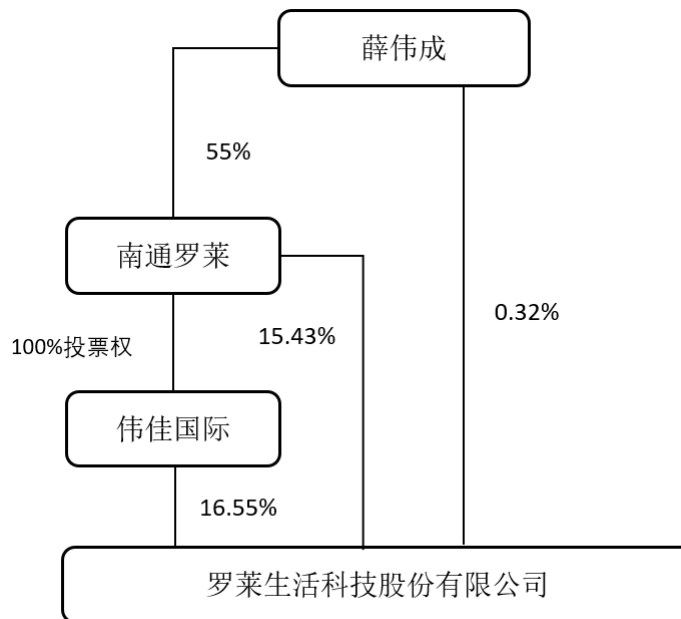 薛伟成
55%
南通罗莱
0.32%
15.43%
100%投票权
伟佳国际
16.55%
罗莱生活科技股份有限公司